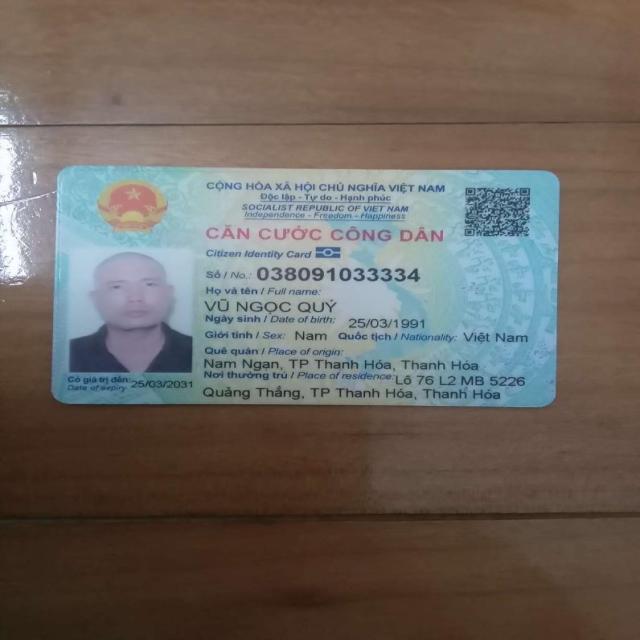 CỘNG HÒA XÃ HỘI CHỦ NGHĨA VIỆT NAM
Độc lập - Tự do - Hạnh phúc
SOCIALIST REPUBLIC OF VIET NAM
Independence - Freedom - Happiness
CĂN CƯỚC CÔNG DÂN
Citizen Identity Card
Số / No.: 038091033334
Họ và tên / Full name:
VŨ NGỌC QUÝ
Ngày sinh / Date of birth: 25/03/1991
Giới tính / Sex: Nam Quốc tịch / Nationality: Việt Nam
Quê quán / Place of origin:
Nam Ngạn, TP Thanh Hóa, Thanh Hóa
Nơi thường trú / Place of residence: Lô 76 L2 MB 5226
Quảng Thắng, TP Thanh Hóa, Thanh Hóa
Có giá trị đến: 25/03/2031
Date of expiry